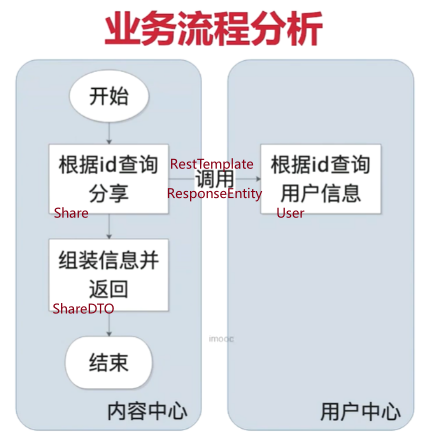 业务流程分析
开始
根据id查询
分享
Share
RestTemplate
调用
ResponseEntity
根据id查询
用户信息
User
组装信息并
返回
ShareDTO
结束
imooc
内容中心
用户中心